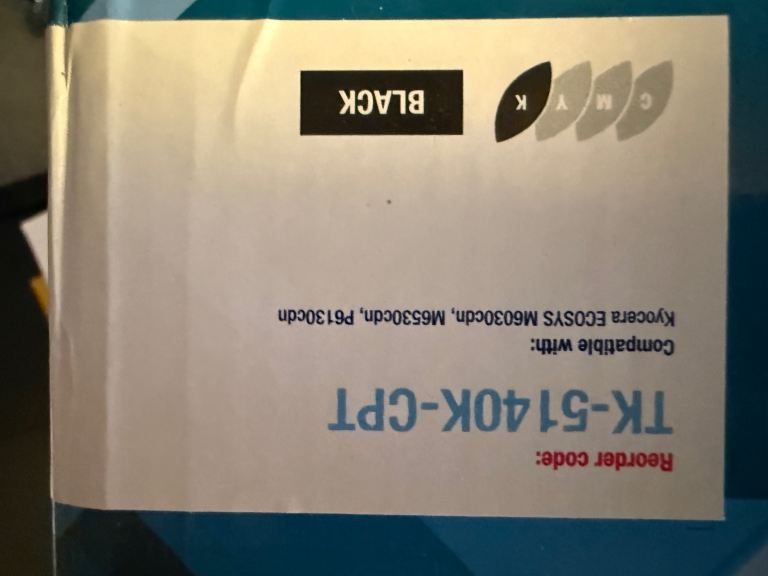 Reorder code:
TK-5140K-CPT
Compatible with:
Kyocera ECOSYS M6030cdn, M6530cdn, P6130cdn
C M Y K
BLACK